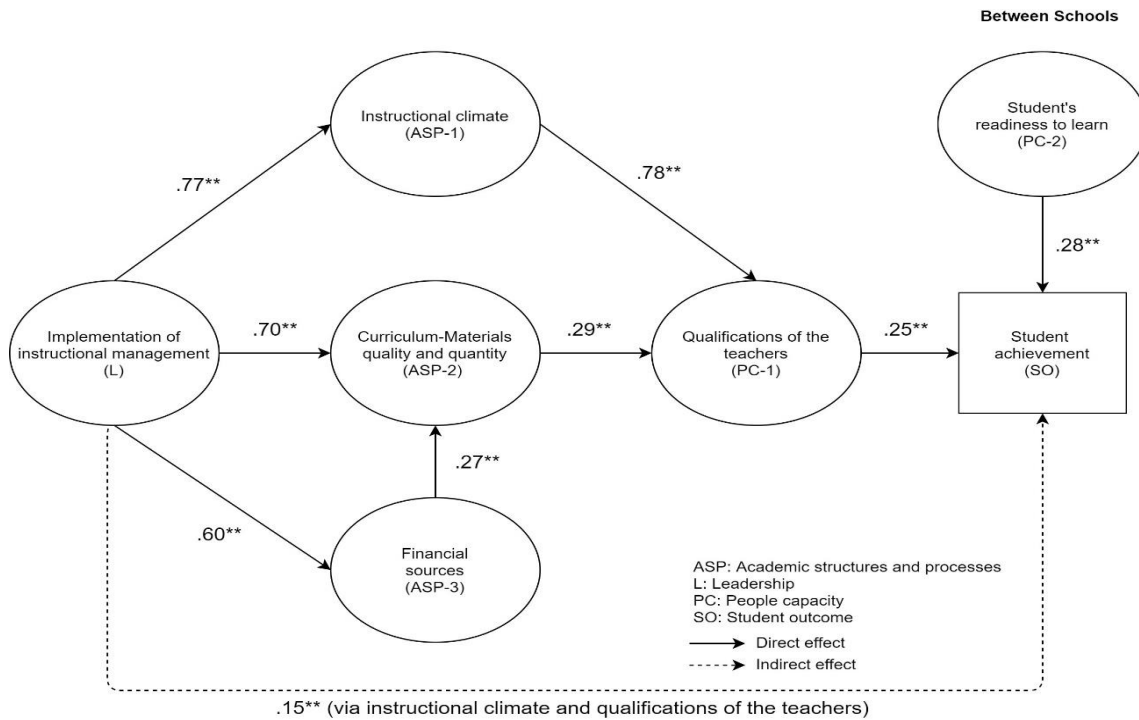 Between Schools
Instructional climate
(ASP-1)
Student's
readiness to learn
(PC-2)
.77**
.78**
.28**
Implementation of
instructional management
(L)
.70**
Curriculum-Materials
quality and quantity
(ASP-2)
.29**
Qualifications of the
teachers
(PC-1)
.25**
Student
achievement
(SO)
.27**
.60**
Financial
sources
(ASP-3)
ASP: Academic structures and processes
L: Leadership
PC: People capacity
SO: Student outcome
Direct effect
Indirect effect
.15** (via instructional climate and qualifications of the teachers)